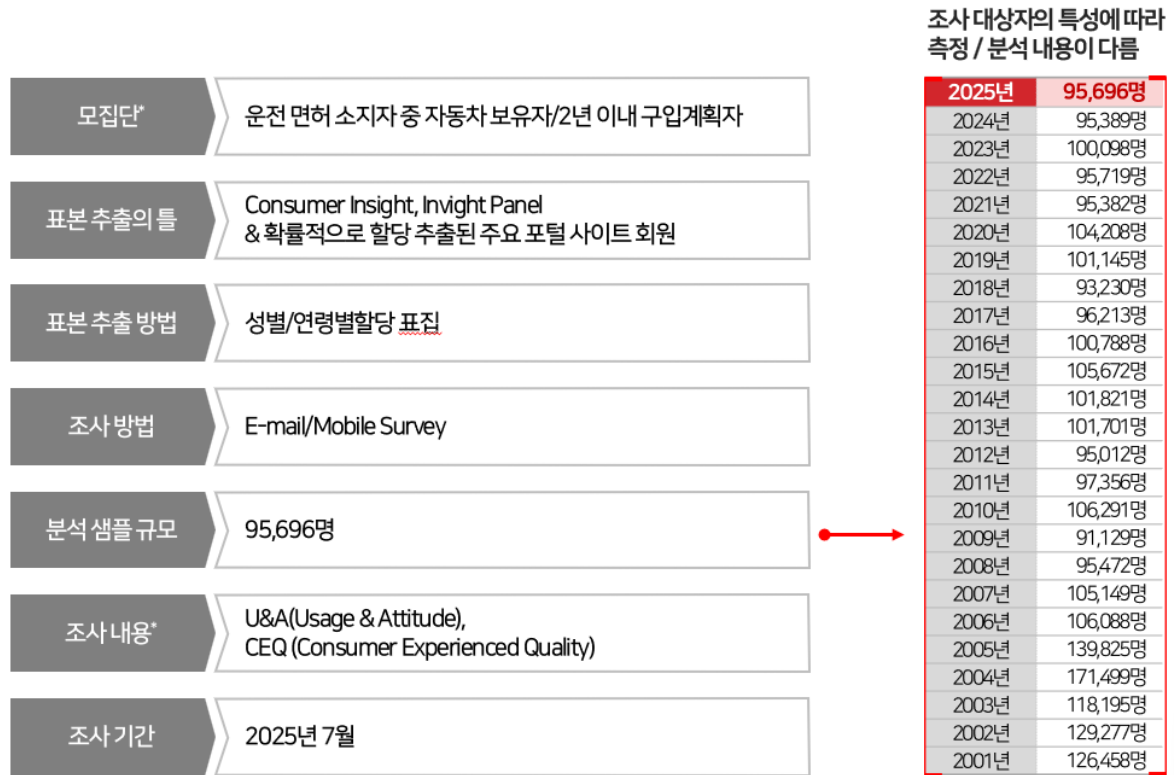 조사 대상자의 특성에 따라
측정 / 분석 내용이 다름
모집단*
운전 면허 소지자 중 자동차 보유자/2년 이내 구입계획자
표본 추출의 틀
Consumer Insight, Invight Panel
& 확률적으로 할당 추출된 주요 포털 사이트 회원
표본 추출 방법
성별/연령별할당 표집
조사 방법
E-mail/Mobile Survey
분석 샘플 규모
95,696명
조사 내용*
U&A(Usage & Attitude),
CEQ (Consumer Experienced Quality)
조사 기간
2025년 7월
2025년 95,696명
2024년 95,389명
2023년 100,098명
2022년 95,719명
2021년 95,382명
2020년 104,208명
2019년 101,145명
2018년 93,230명
2017년 96,213명
2016년 100,788명
2015년 105,672명
2014년 101,821명
2013년 101,701명
2012년 95,012명
2011년 97,356명
2010년 106,291명
2009년 91,129명
2008년 95,472명
2007년 105,149명
2006년 106,088명
2005년 139,825명
2004년 171,499명
2003년 118,195명
2002년 129,277명
2001년 126,458명